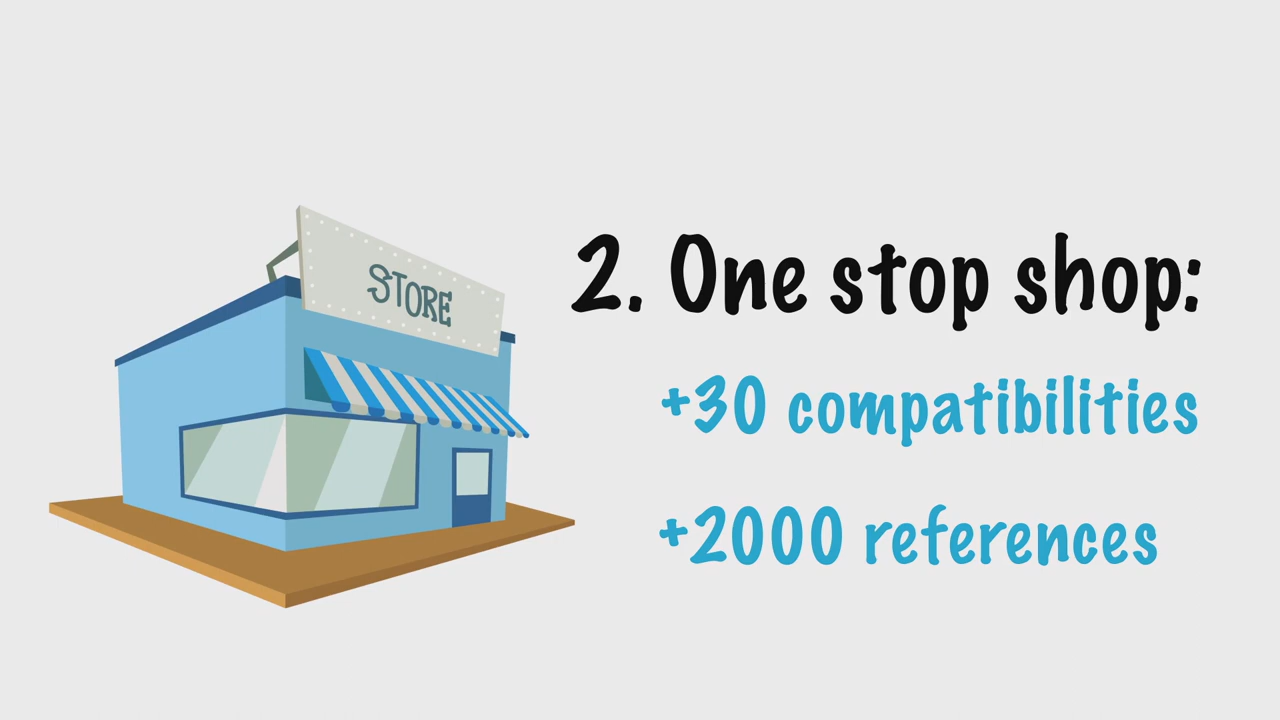 STORE
2. One stop shop:
+30 compatibilities
+2000 references